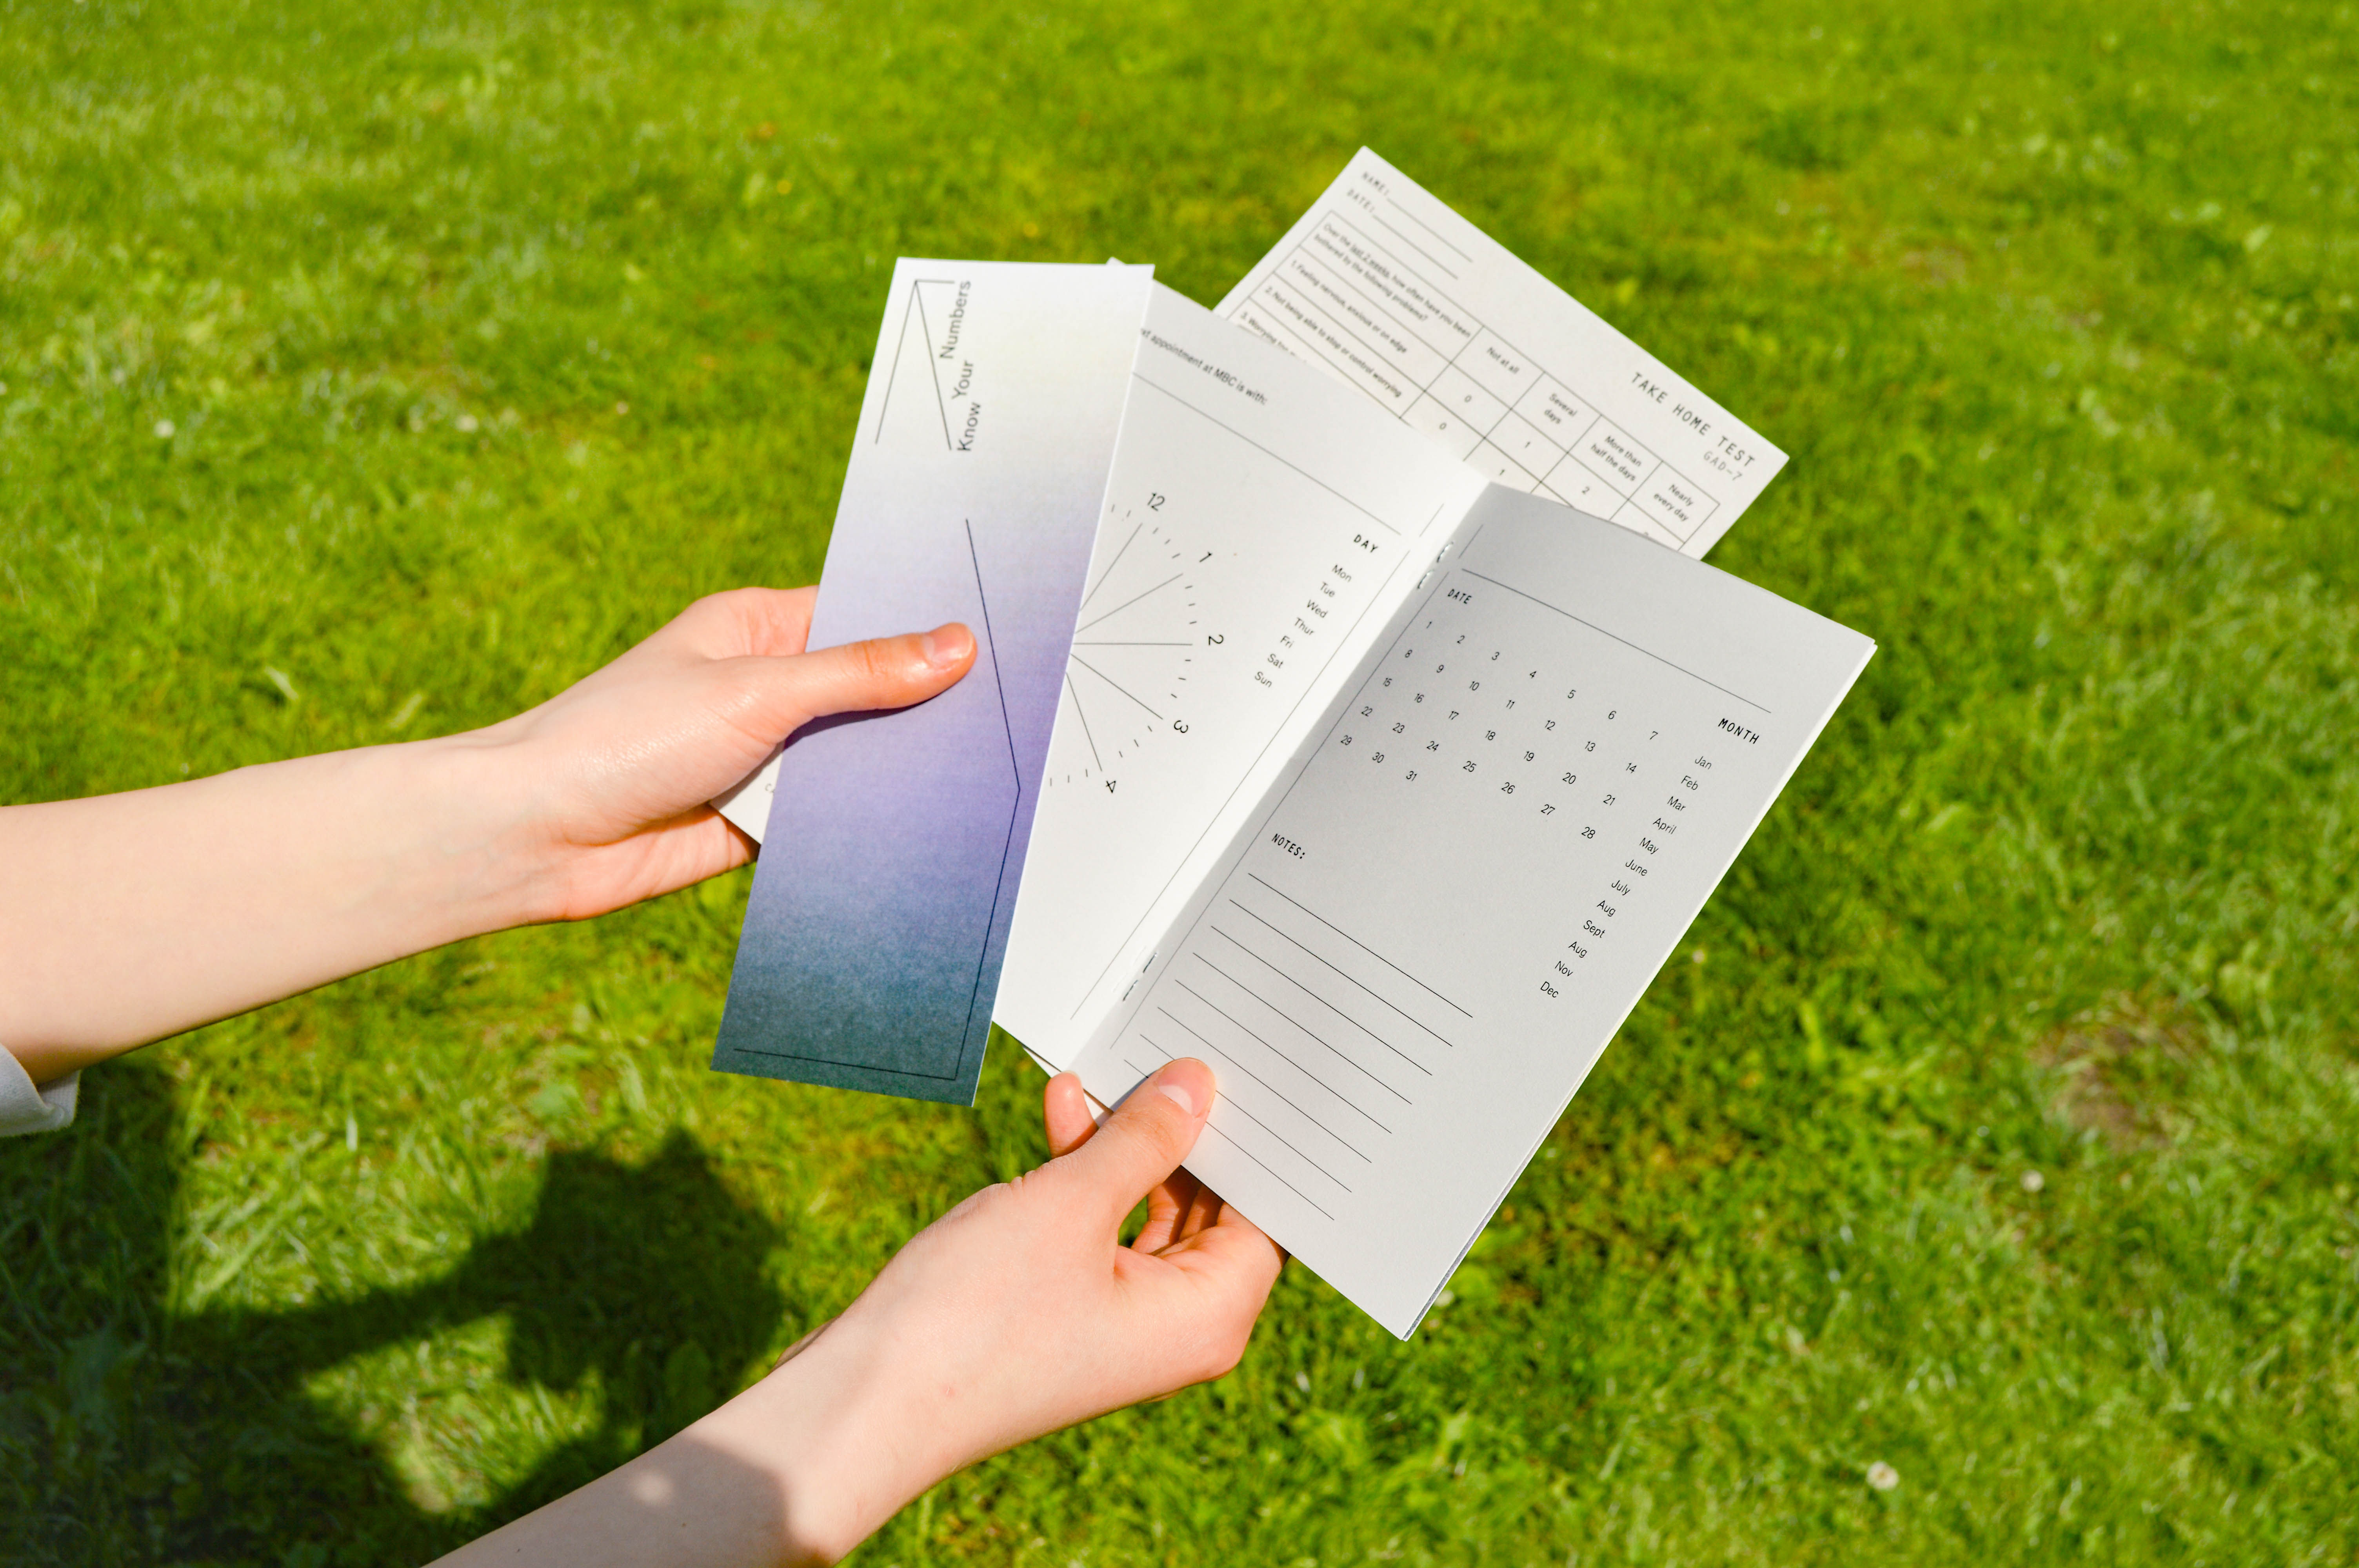 Know Your Numbers
at appointment at MBC is with:
12
1
2
3
4
DAY
Mon
Tue
Wed
Thur
Fri
Sat
Sun
NAME:
DATE:
TAKE HOME TEST
GAD-7
Over the last 2 weeks, how often have you been
bothered by the following problems?
Not at all
Several
days
More than
half the days
Nearly
every day
1. Feeling nervous, anxious or on edge
0
1
2
2. Not being able to stop or control worrying
0
1
3. Worrying
DATE
1 2 3 4 5 6 7
8 9 10 11 12 13 14
15 16 17 18 19 20 21
22 23 24 25 26 27 28
29 30 31
MONTH
Jan
Feb
Mar
April
May
June
July
Aug
Sept
Aug
Nov
Dec
NOTES: